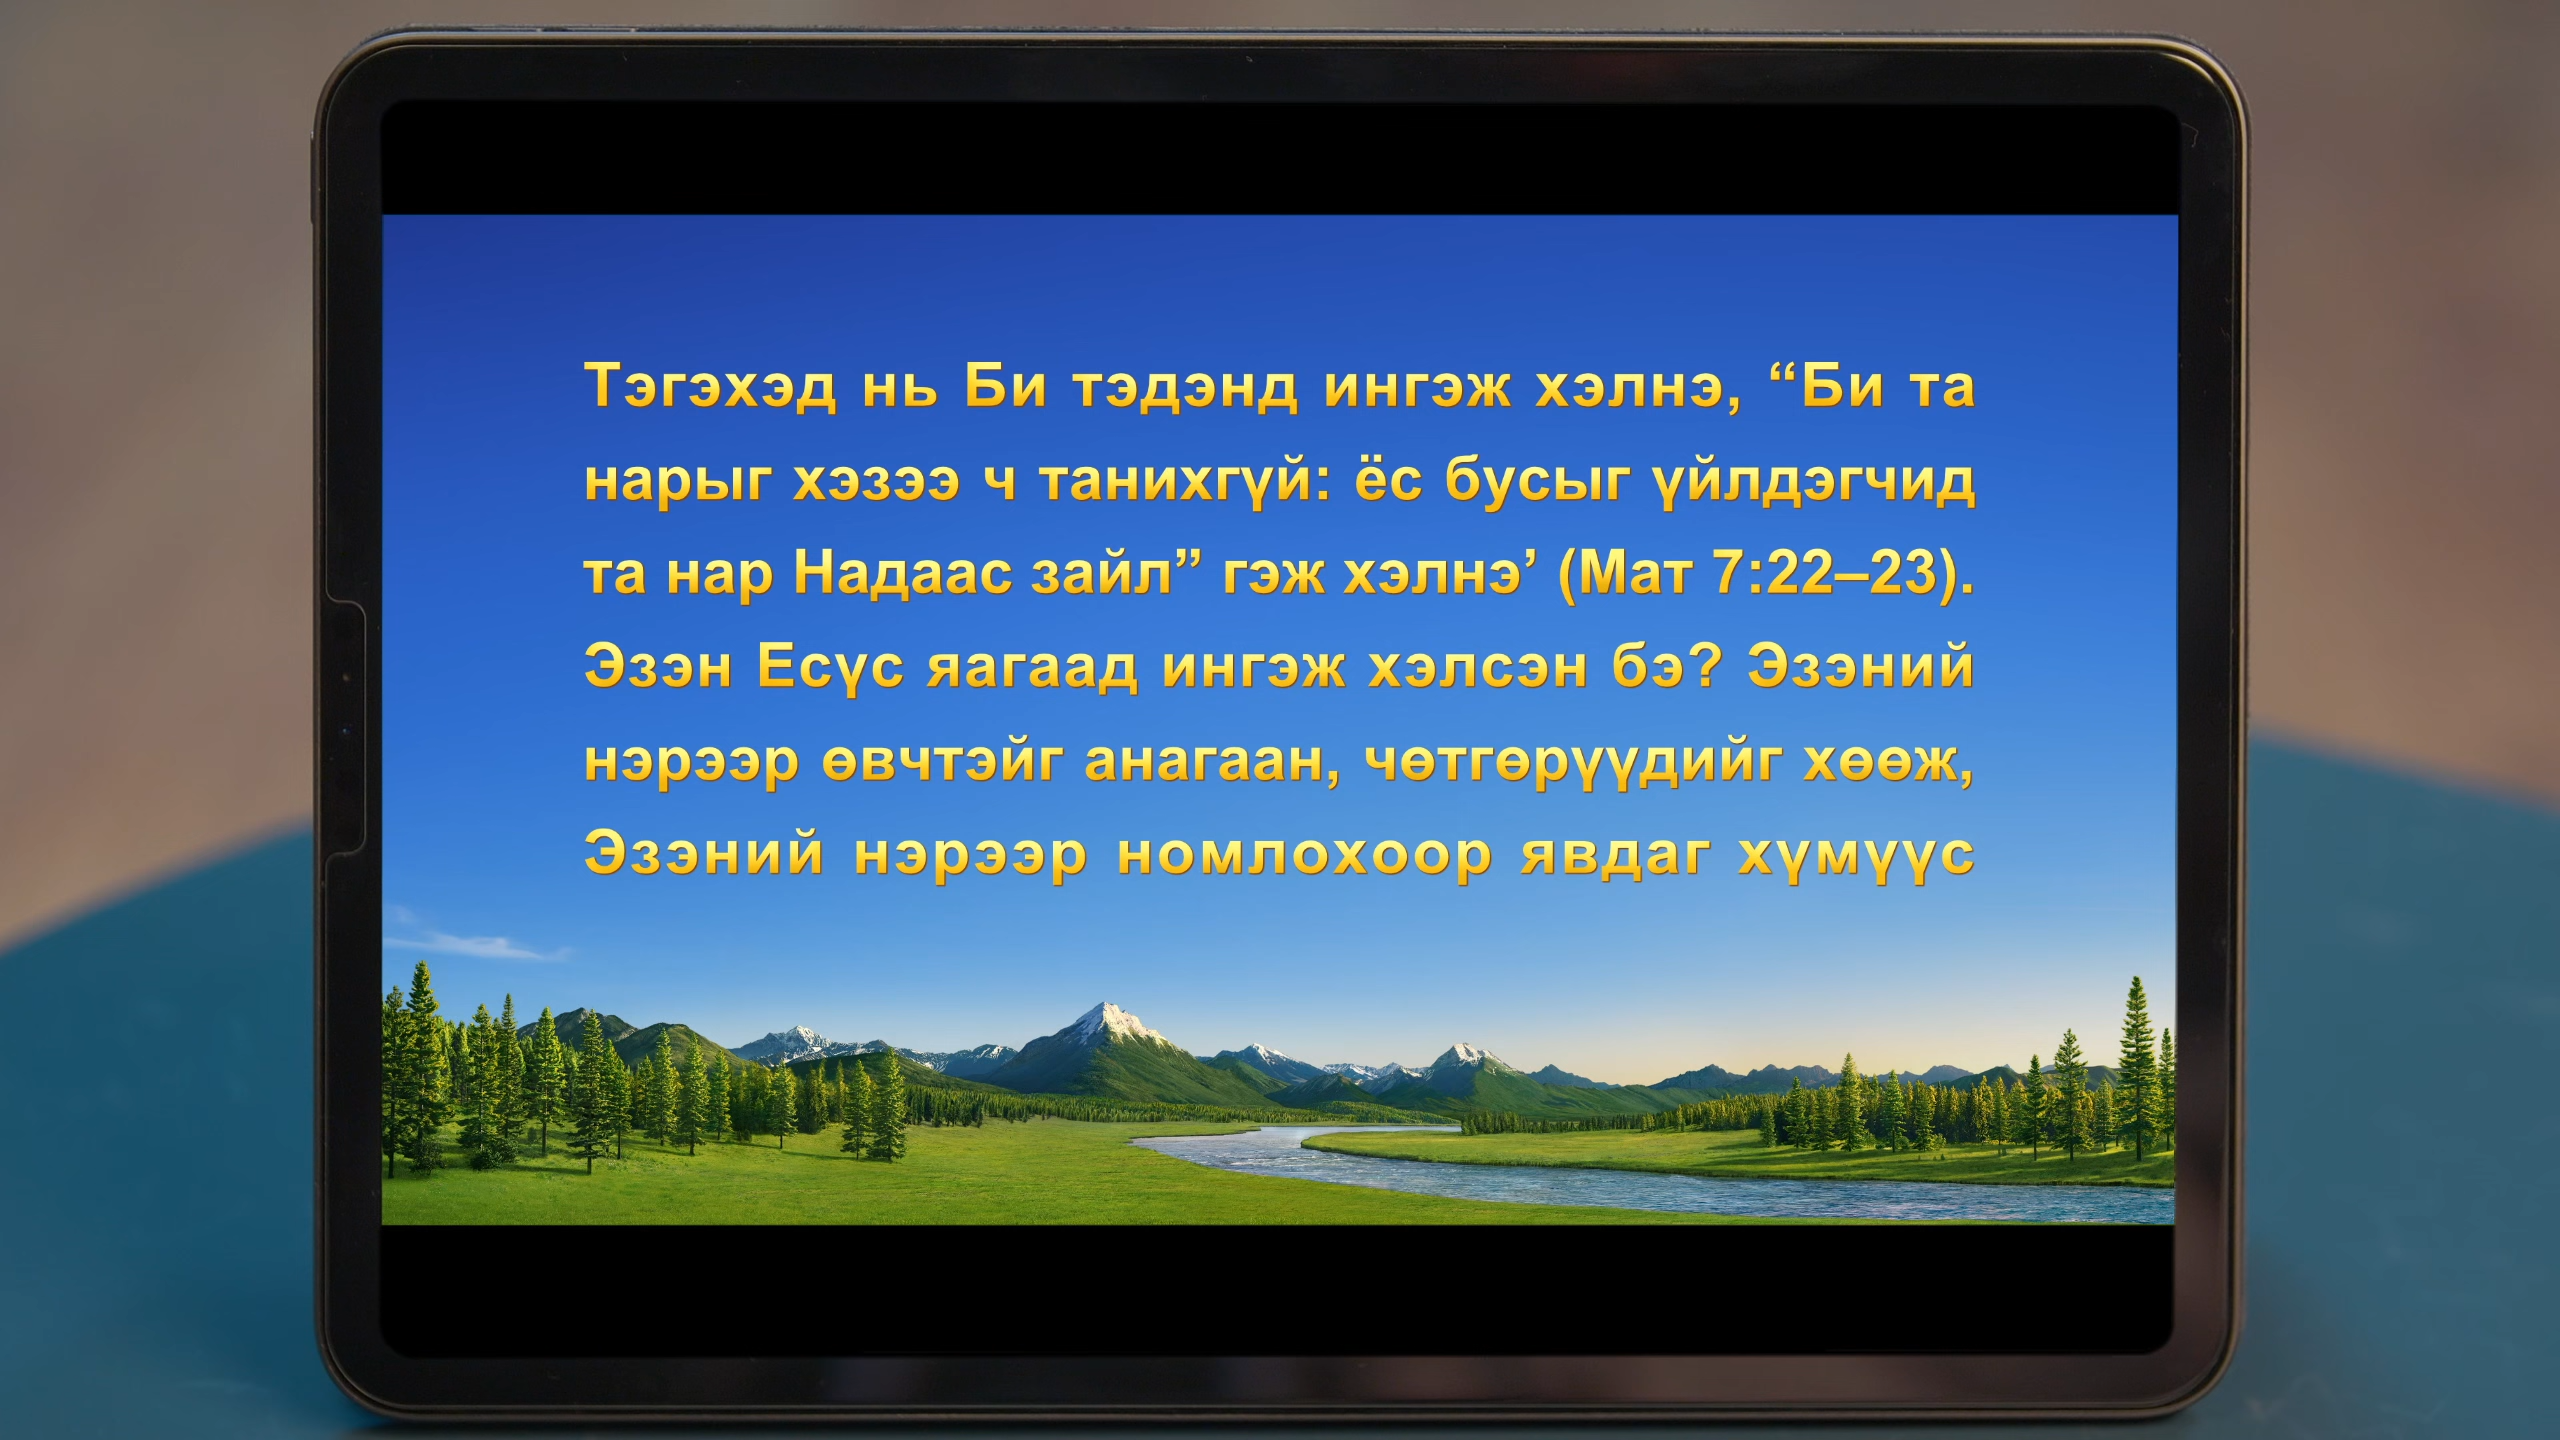 Тэгэхэд нь Би тэдэнд ингэж хэлнэ, “Би та
нарыг хэзээ ч танихгүй: ёс бусыг үйлдэгчид
та нар Надаас зайл” гэж хэлнэ’ (Мат 7:22–23).
Эзэн Есүс яагаад ингэж хэлсэн бэ? Эзэний
нэрээр өвчтэйг анагаан, чөтгөрүүдийг хөөж,
Эзэний нэрээр номлохоор явдаг хүмүүс